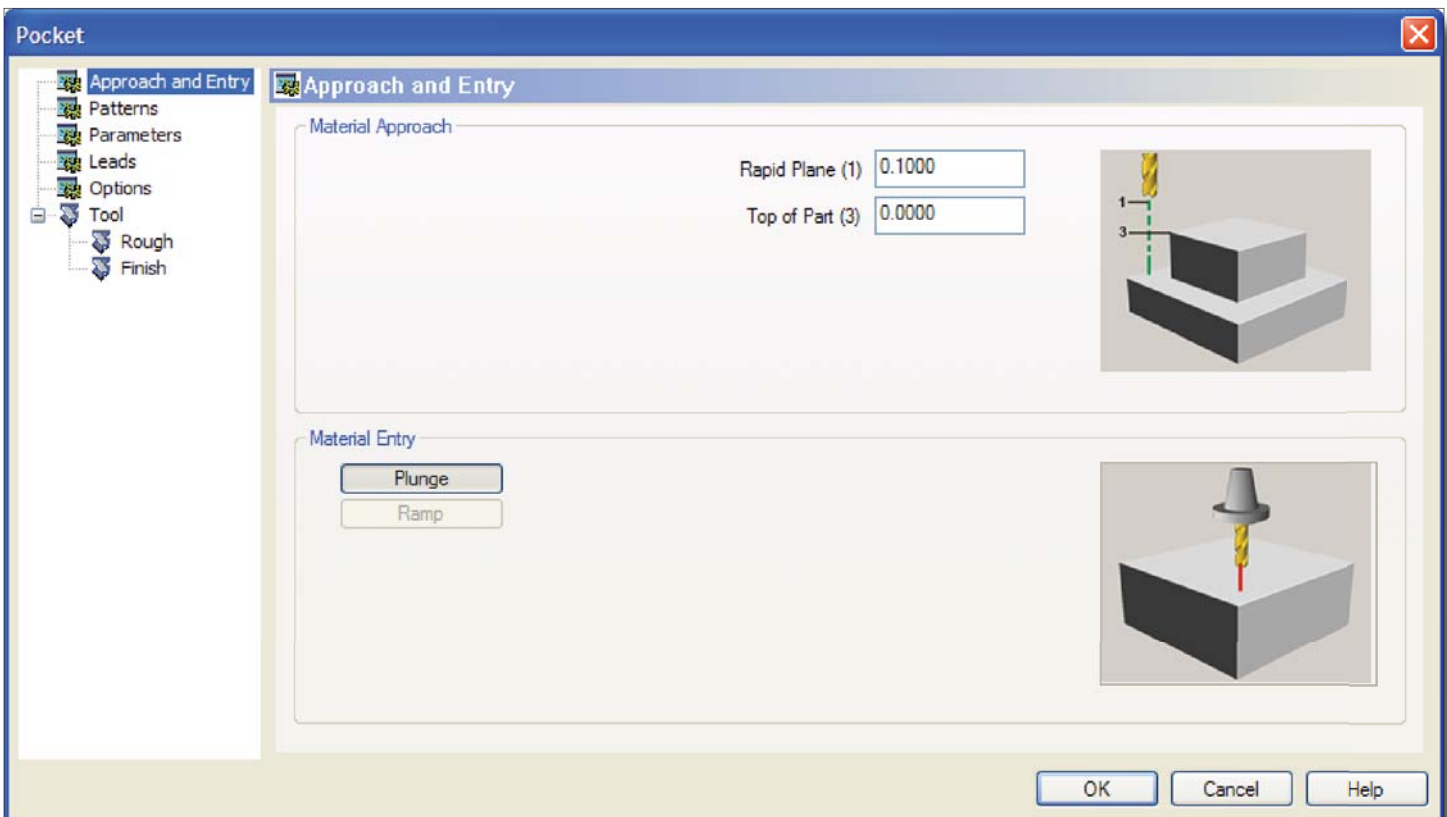 Pocket
Approach and Entry
Patterns
Parameters
Leads
Options
Tool
Rough
Finish
Approach and Entry
Material Approach
Rapid Plane (1) 0.1000
Top of Part (3) 0.0000
1
3
Material Entry
Plunge
Ramp
OK Cancel Help